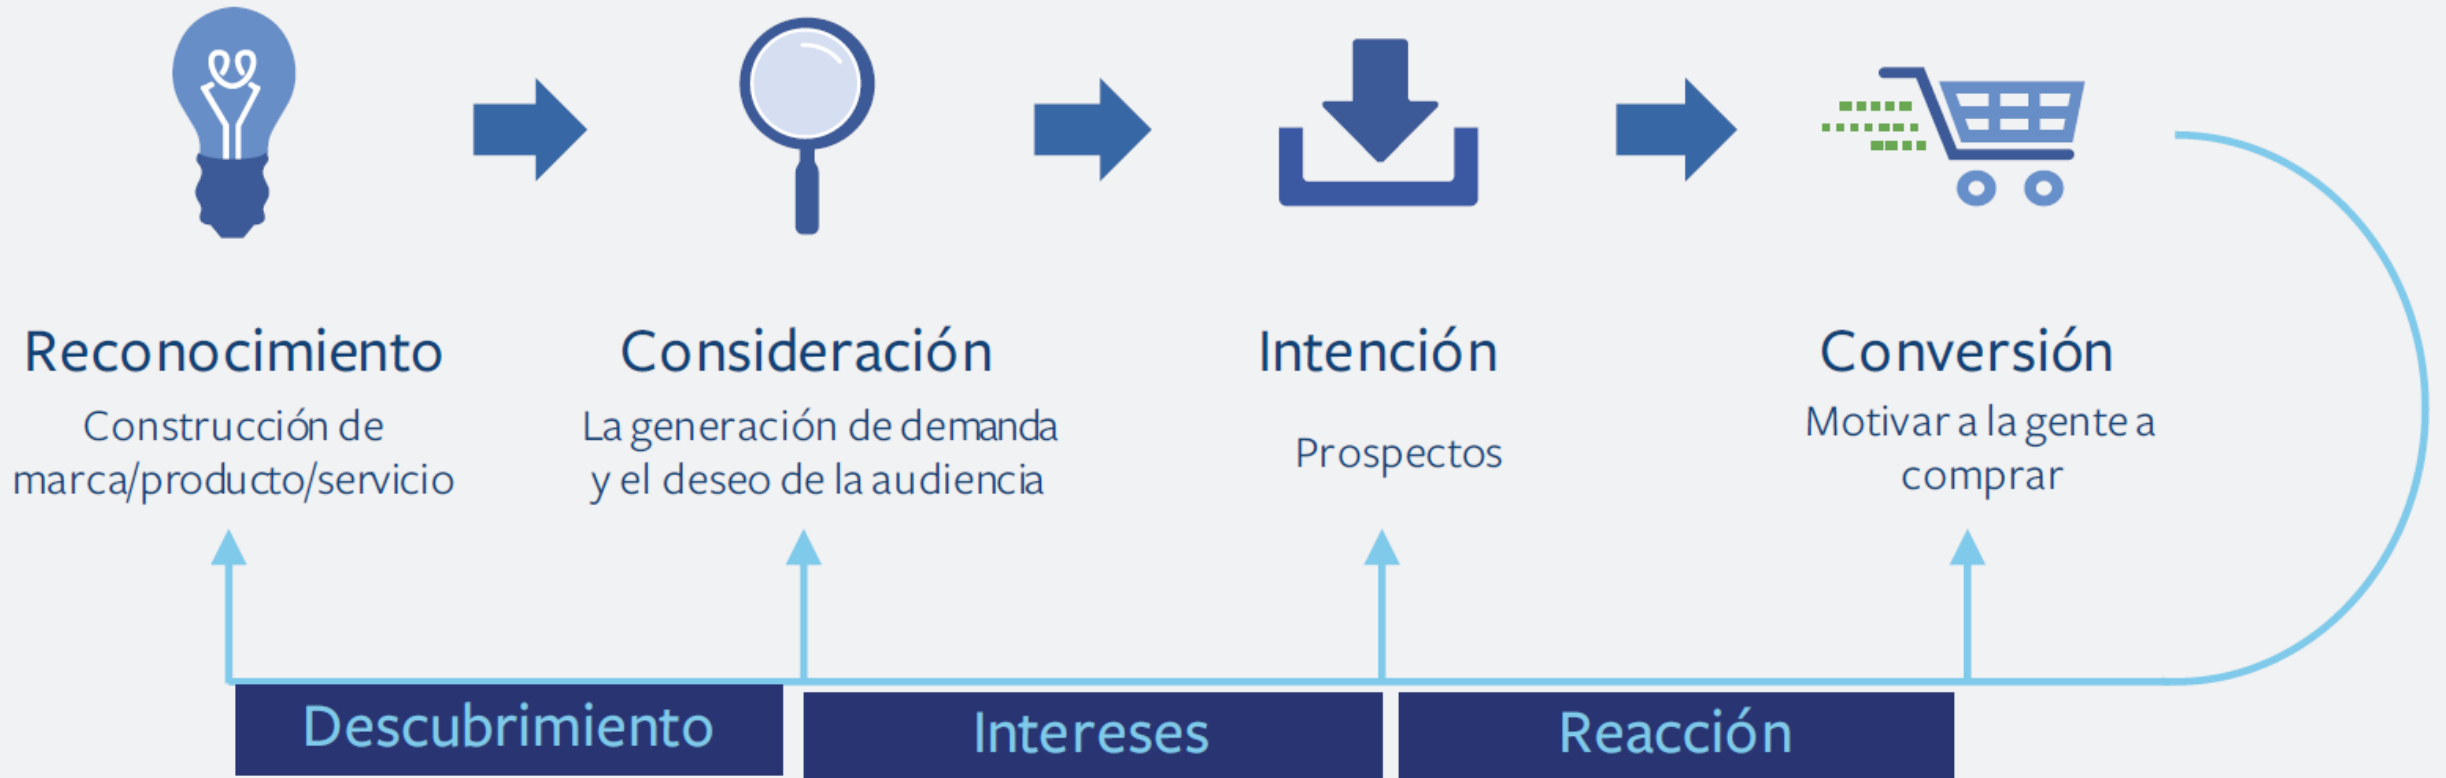 Reconocimiento
Construcción de
marca/producto/servicio
Consideración
La generación de demanda
y el deseo de la audiencia
Intención
Prospectos
Conversión
Motivar a la gente a
comprar
Descubrimiento
Intereses
Reacción